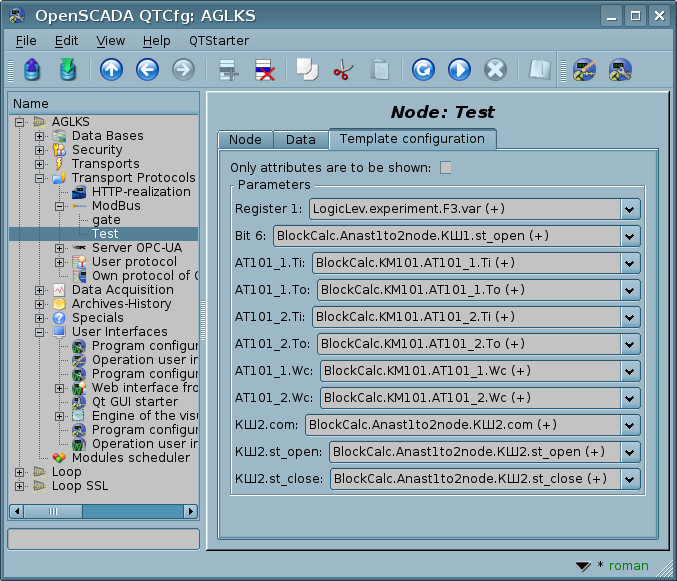 OpenSCADA QTCfg: AGLKS
File Edit View Help QTStarter
Name
AGLKS
Data Bases
Security
Transports
Transport Protocols
HTTP-realization
ModBus
gate
Test
Server OPC-UA
User protocol
Own protocol of
Data Acquisition
Archives-History
Specials
User Interfaces
Program configur
Operation user in
Program configur
Web interface fro
Qt GUI starter
Engine of the visu
Program configur
Operation user in
Modules scheduler
Loop
Loop SSL
Node: Test
Node Data Template configuration
Only attributes are to be shown:
Parameters
Register 1: LogicLev.experiment.F3.var (+)
Bit 6: BlockCalc.Anast1to2node.КШ1.st_open (+)
AT101_1.Ti: BlockCalc.KM101.AT101_1.Ti (+)
AT101_1.To: BlockCalc.KM101.AT101_1.To (+)
AT101_2.Ti: BlockCalc.KM101.AT101_2.Ti (+)
AT101_2.To: BlockCalc.KM101.AT101_2.To (+)
AT101_1.Wc: BlockCalc.KM101.AT101_1.Wc (+)
AT101_2.Wc: BlockCalc.KM101.AT101_2.Wc (+)
КШ2.com: BlockCalc.Anast1to2node.КШ2.com (+)
КШ2.st_open: BlockCalc.Anast1to2node.КШ2.st_open (+)
КШ2.st_close: BlockCalc.Anast1to2node.КШ2.st_close (+)
* roman